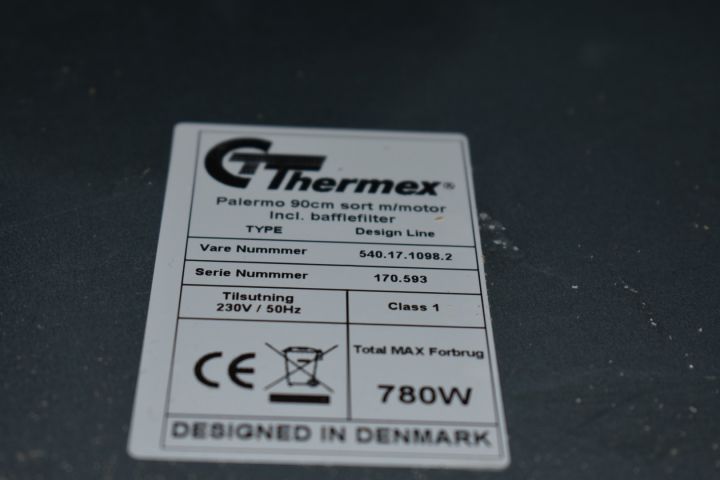 Thermex®
Palermo 90cm sort m/motor
Incl. bafflefilter
TYPE Design Line
Vare Nummmer 540.17.1098.2
Serie Nummmer 170.593
Tilsutning
230V / 50Hz
Class 1
CE
Total MAX Forbrug
780W
DESIGNED IN DENMARK